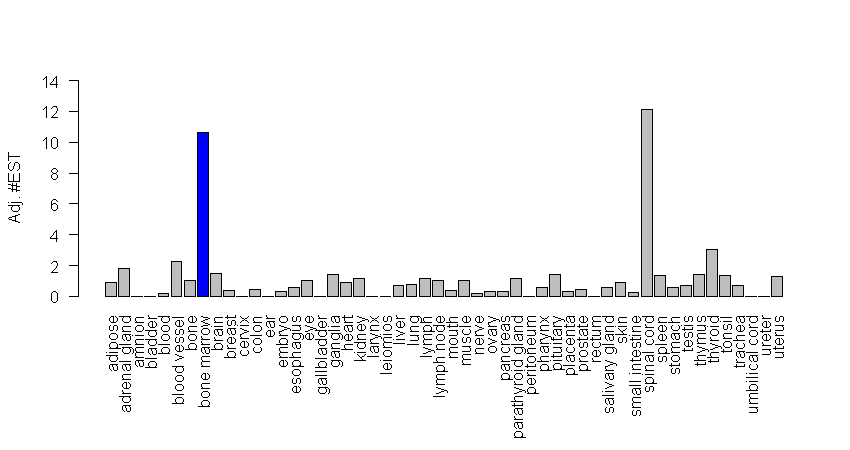 14
12
10
8
6
4
2
0
Adj. #EST
adipose
adrenal gland
amnion
bladder
blood
blood vessel
bone
bone marrow
brain
breast
cervix
colon
ear
embryo
esophagus
eye
gallbladder
ganglia
heart
kidney
larynx
leiomios
liver
lung
lymph
lymph node
mouth
muscle
nerve
ovary
pancreas
parathyroid gland
peritoneum
pharynx
pituitary
placenta
prostate
rectum
salivary gland
skin
small intestine
spinal cord
spleen
stomach
testis
thymus
thyroid
tonsil
trachea
umbilical cord
ureter
uterus